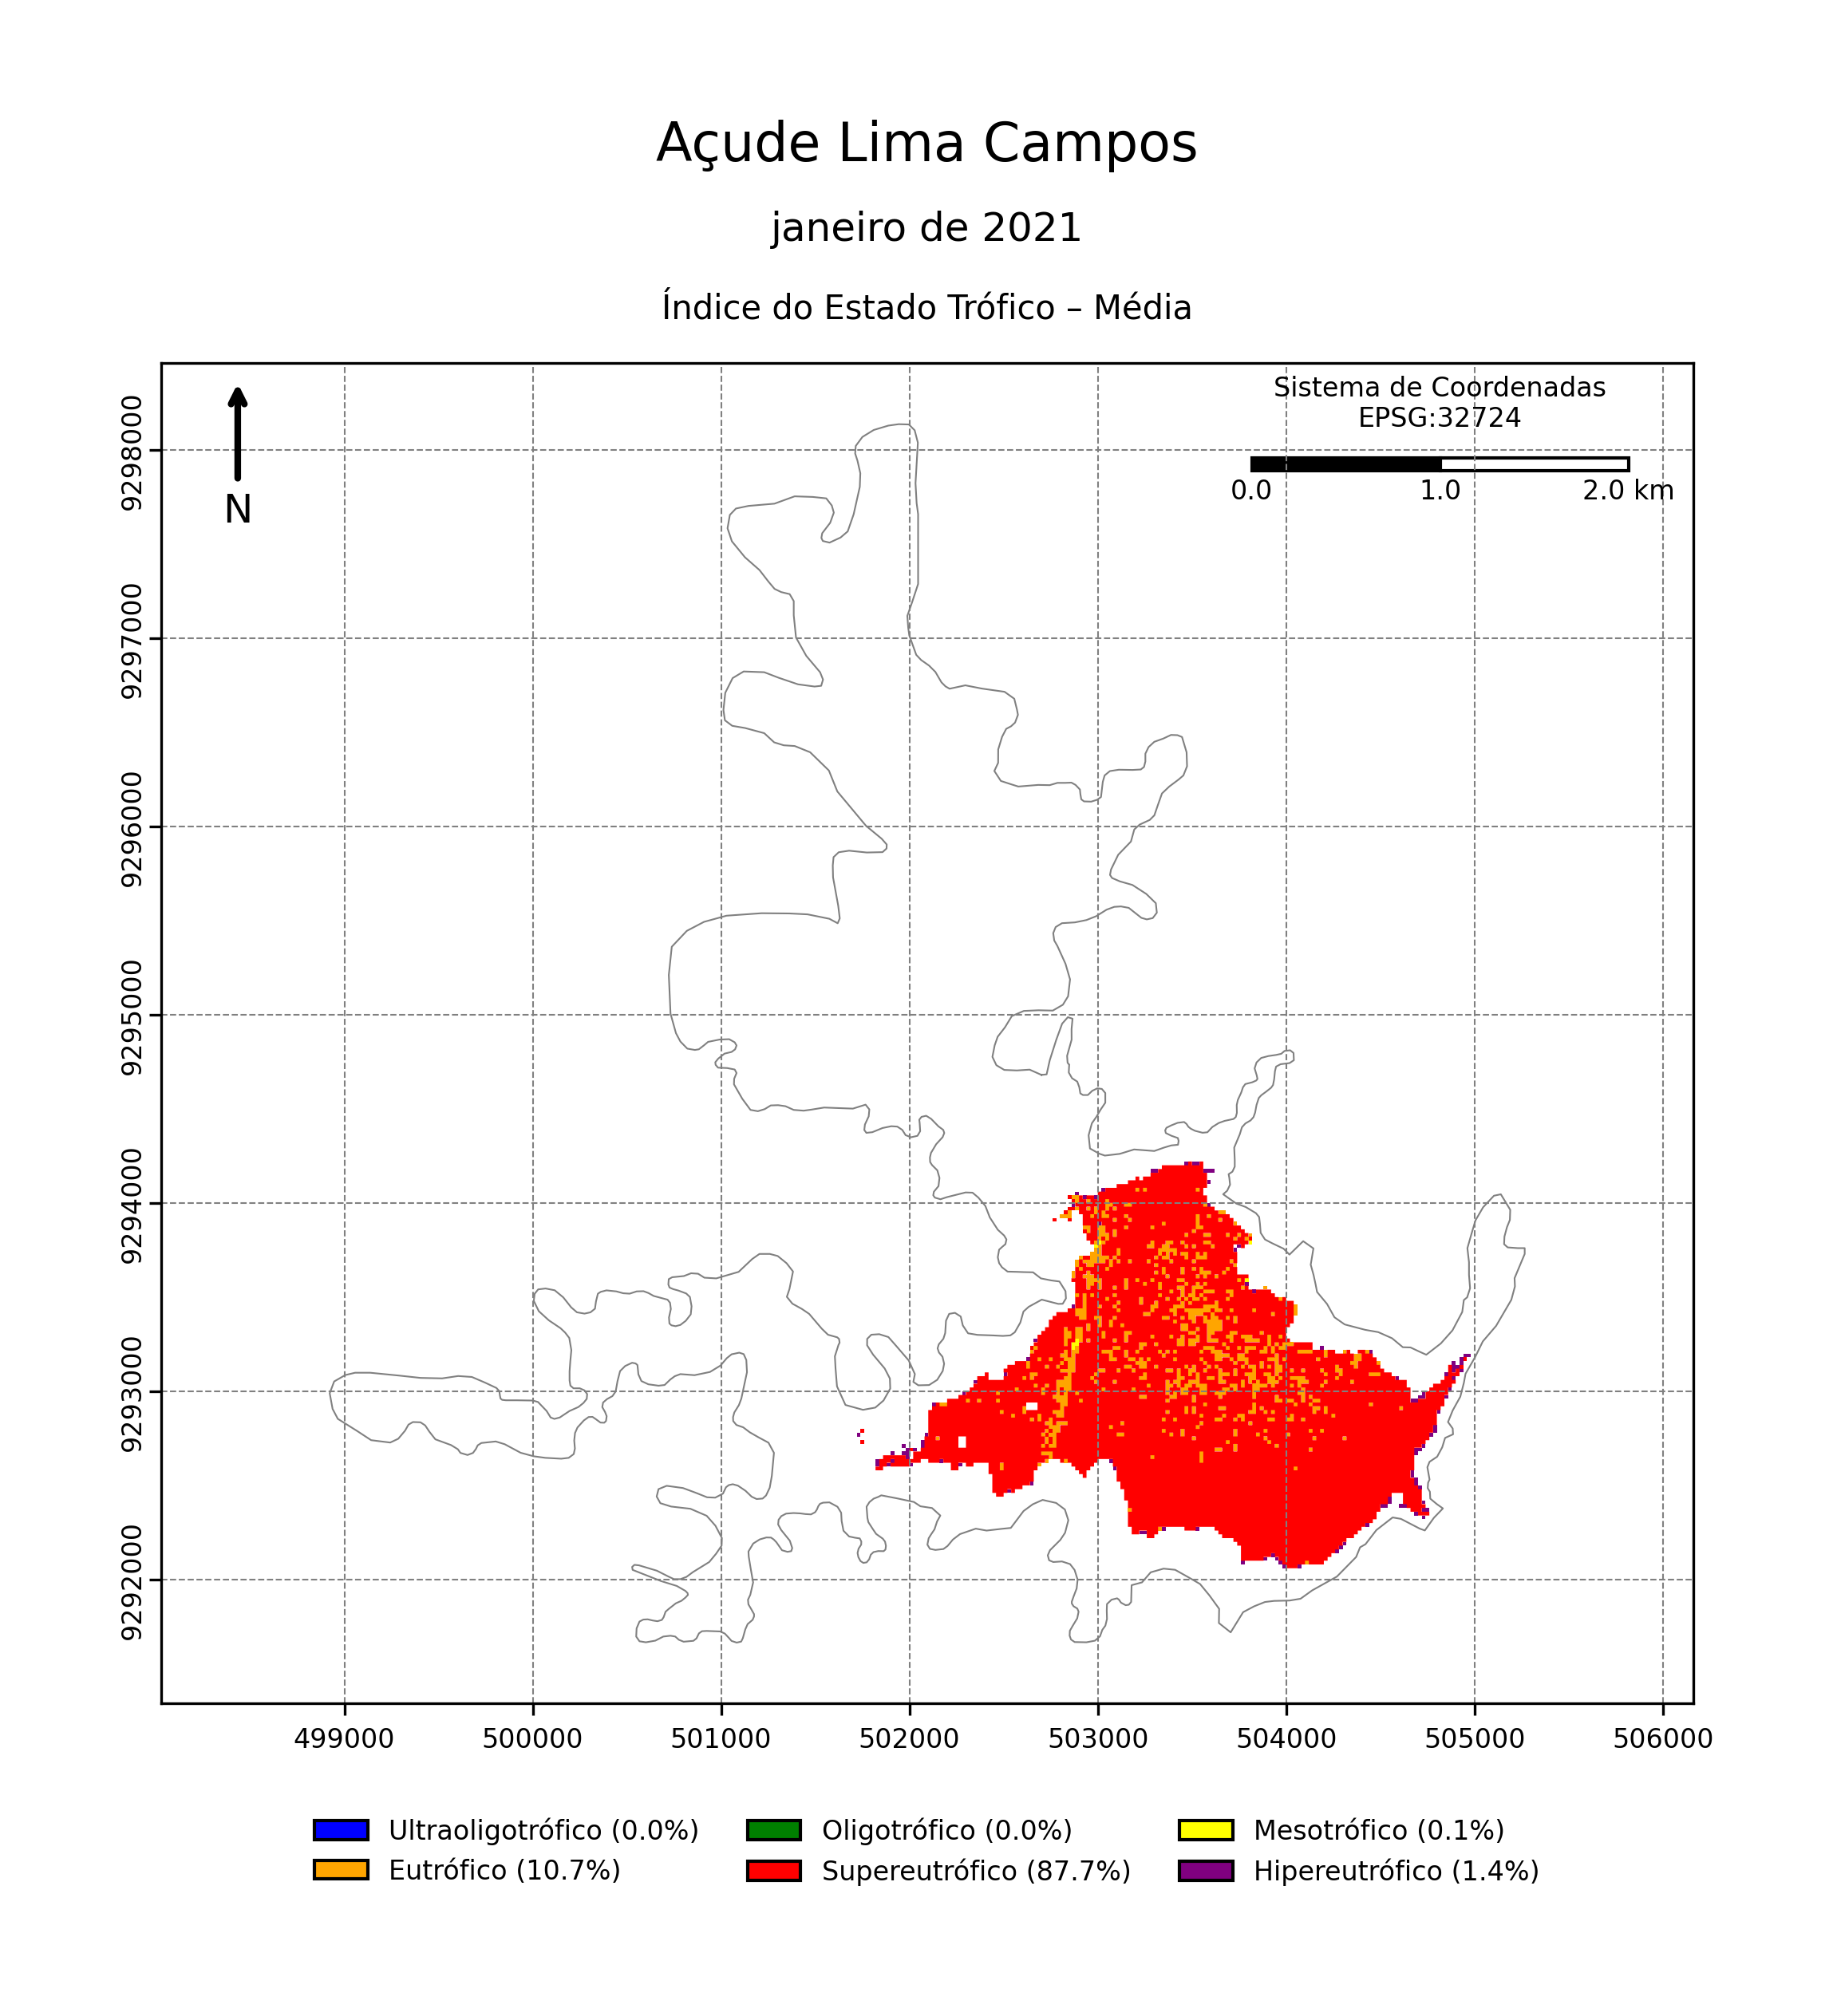 Açude Lima Campos
janeiro de 2021
Índice do Estado Trófico – Média
Sistema de Coordenadas
EPSG:32724
0.0 1.0 2.0 km
N
9298000
9297000
9296000
9295000
9294000
9293000
9292000
499000 500000 501000 502000 503000 504000 505000 506000
Ultraoligotrófico (0.0%) Oligotrófico (0.0%) Mesotrófico (0.1%)
Eutrófico (10.7%) Supereutrófico (87.7%) Hipereutrófico (1.4%)